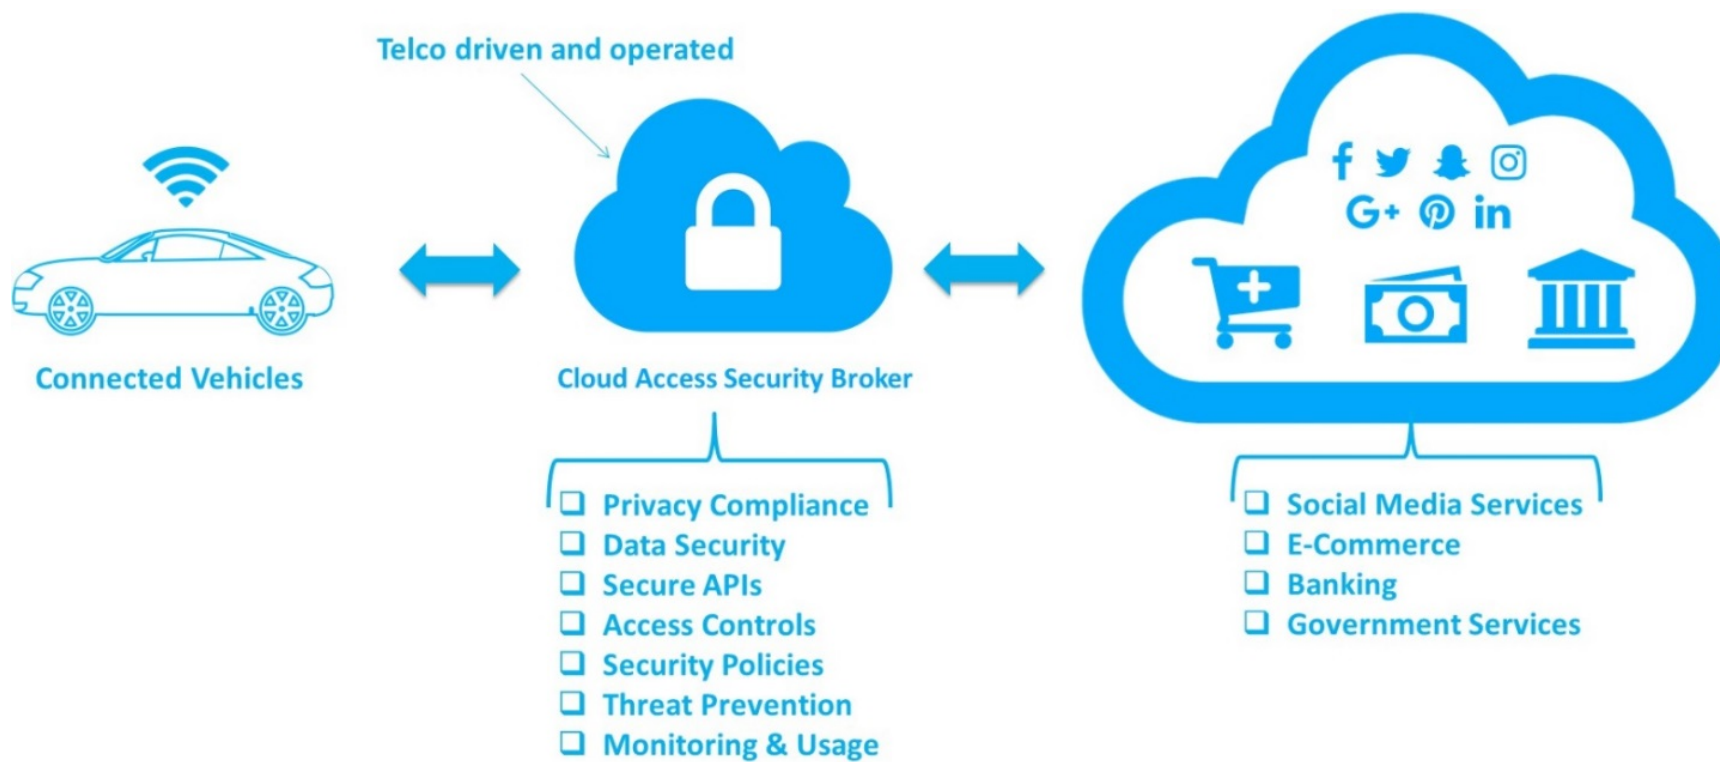 Telco driven and operated
Connected Vehicles
Cloud Access Security Broker
Privacy Compliance
Data Security
Secure APIs
Access Controls
Security Policies
Threat Prevention
Monitoring & Usage
f
G+ in
Social Media Services
E-Commerce
Banking
Government Services